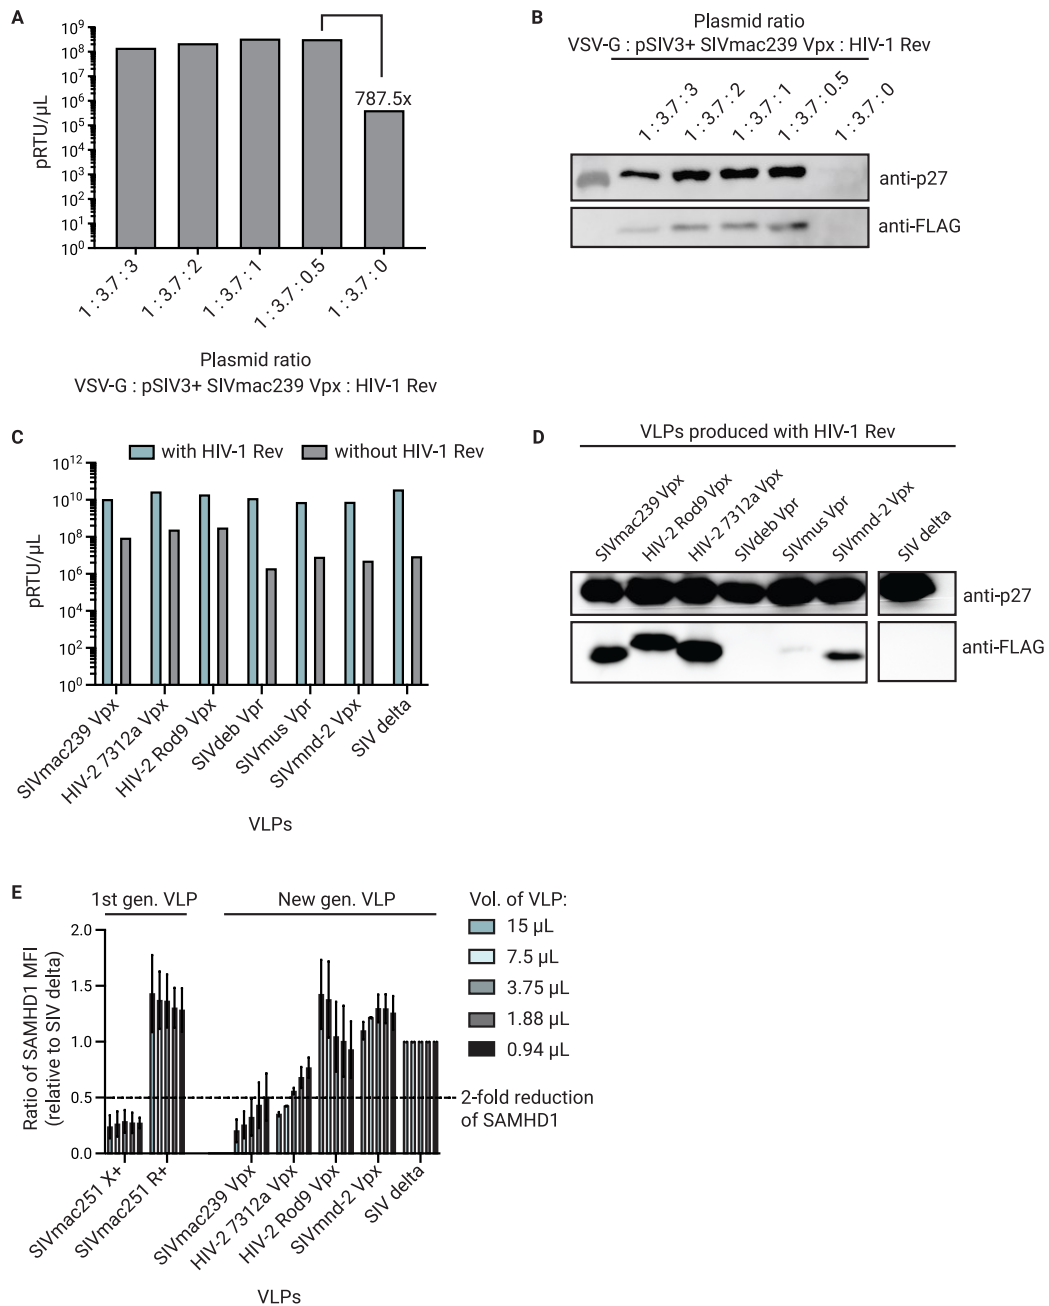 A
10⁹
10⁸
10⁷
10⁶
10⁵
10⁴
10³
10²
10¹
10⁰
pRTU/µL
787.5x
1 : 3.7 : 3
1 : 3.7 : 2
1 : 3.7 : 1
1 : 3.7 : 0.5
1 : 3.7 : 0
Plasmid ratio
VSV-G : pSIV3+ SIVmac239 Vpx : HIV-1 Rev
B
Plasmid ratio
VSV-G : pSIV3+ SIVmac239 Vpx : HIV-1 Rev
1 : 3.7 : 3
1 : 3.7 : 2
1 : 3.7 : 1
1 : 3.7 : 0.5
1 : 3.7 : 0
anti-p27
anti-FLAG
C
with HIV-1 Rev
without HIV-1 Rev
10¹²
10¹⁰
10⁸
10⁶
10⁴
10²
10⁰
pRTU/µL
SIVmac239 Vpx
HIV-2 7312a Vpx
HIV-2 Rod9 Vpx
SIVdeb Vpr
SIVmus Vpr
SIVmnd-2 Vpx
SIV delta
VLPs
D
VLPs produced with HIV-1 Rev
SIVmac239 Vpx
HIV-2 Rod9 Vpx
HIV-2 7312a Vpx
SIVdeb Vpr
SIVmus Vpr
SIVmnd-2 Vpx
SIV delta
anti-p27
anti-FLAG
E
1st gen. VLP
New gen. VLP
Vol. of VLP:
15 µL
7.5 µL
3.75 µL
1.88 µL
0.94 µL
2.0
1.5
1.0
0.5
0.0
Ratio of SAMHD1 MFI
(relative to SIV delta)
2-fold reduction
of SAMHD1
SIVmac251 X+
SIVmac251 R+
SIVmac239 Vpx
HIV-2 7312a Vpx
HIV-2 Rod9 Vpx
SIVmnd-2 Vpx
SIV delta
VLPs